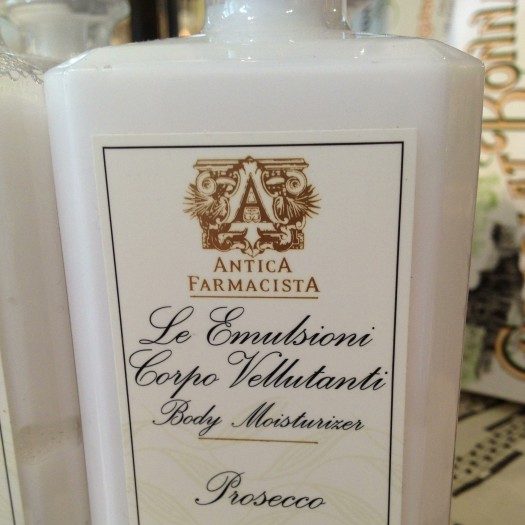 A
ANTICA
FARMACISTA
Le Emulsioni
Corpo Vellutanti
Body Moisturizer
Prosecco